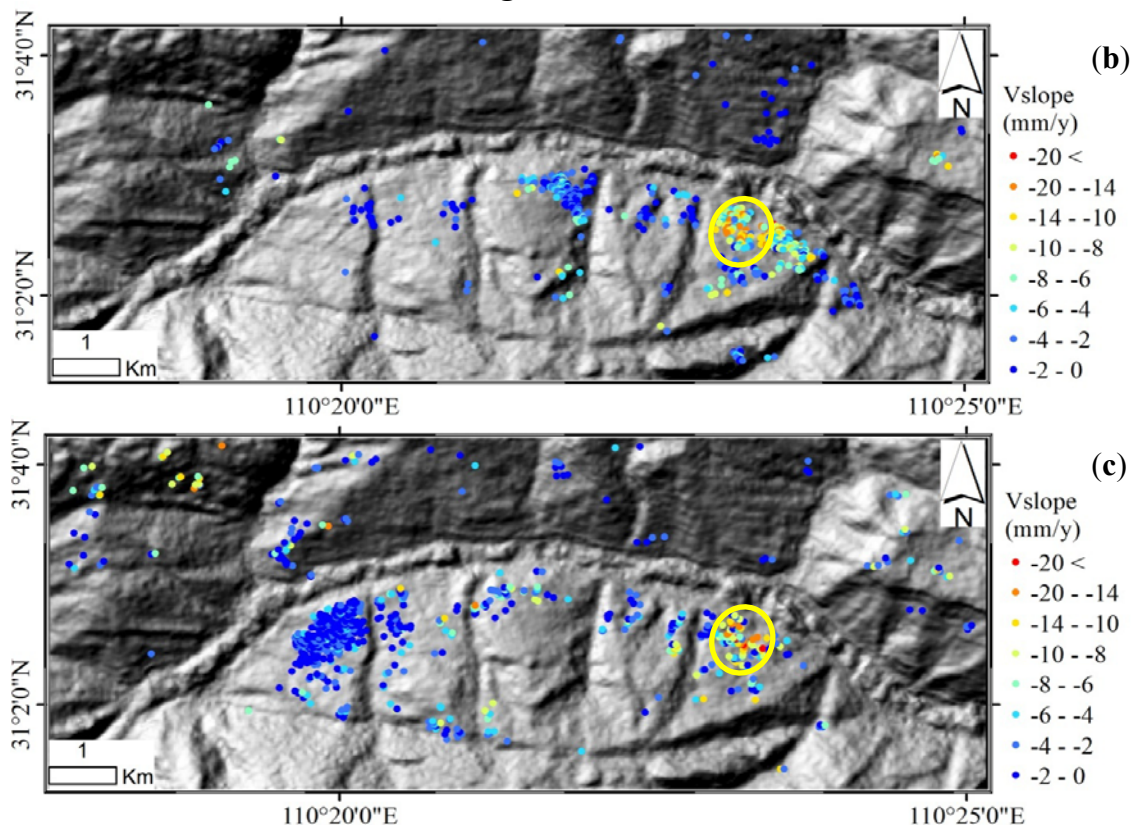 (b)
31°4'0"N
31°2'0"N
N
Vslope
(mm/y)
-20 <
-20 - -14
-14 - -10
-10 - -8
-8 - -6
-6 - -4
-4 - -2
-2 - 0
1
Km
110°20'0"E
110°25'0"E
(c)
31°4'0"N
31°2'0"N
N
Vslope
(mm/y)
-20 <
-20 - -14
-14 - -10
-10 - -8
-8 - -6
-6 - -4
-4 - -2
-2 - 0
1
Km
110°20'0"E
110°25'0"E